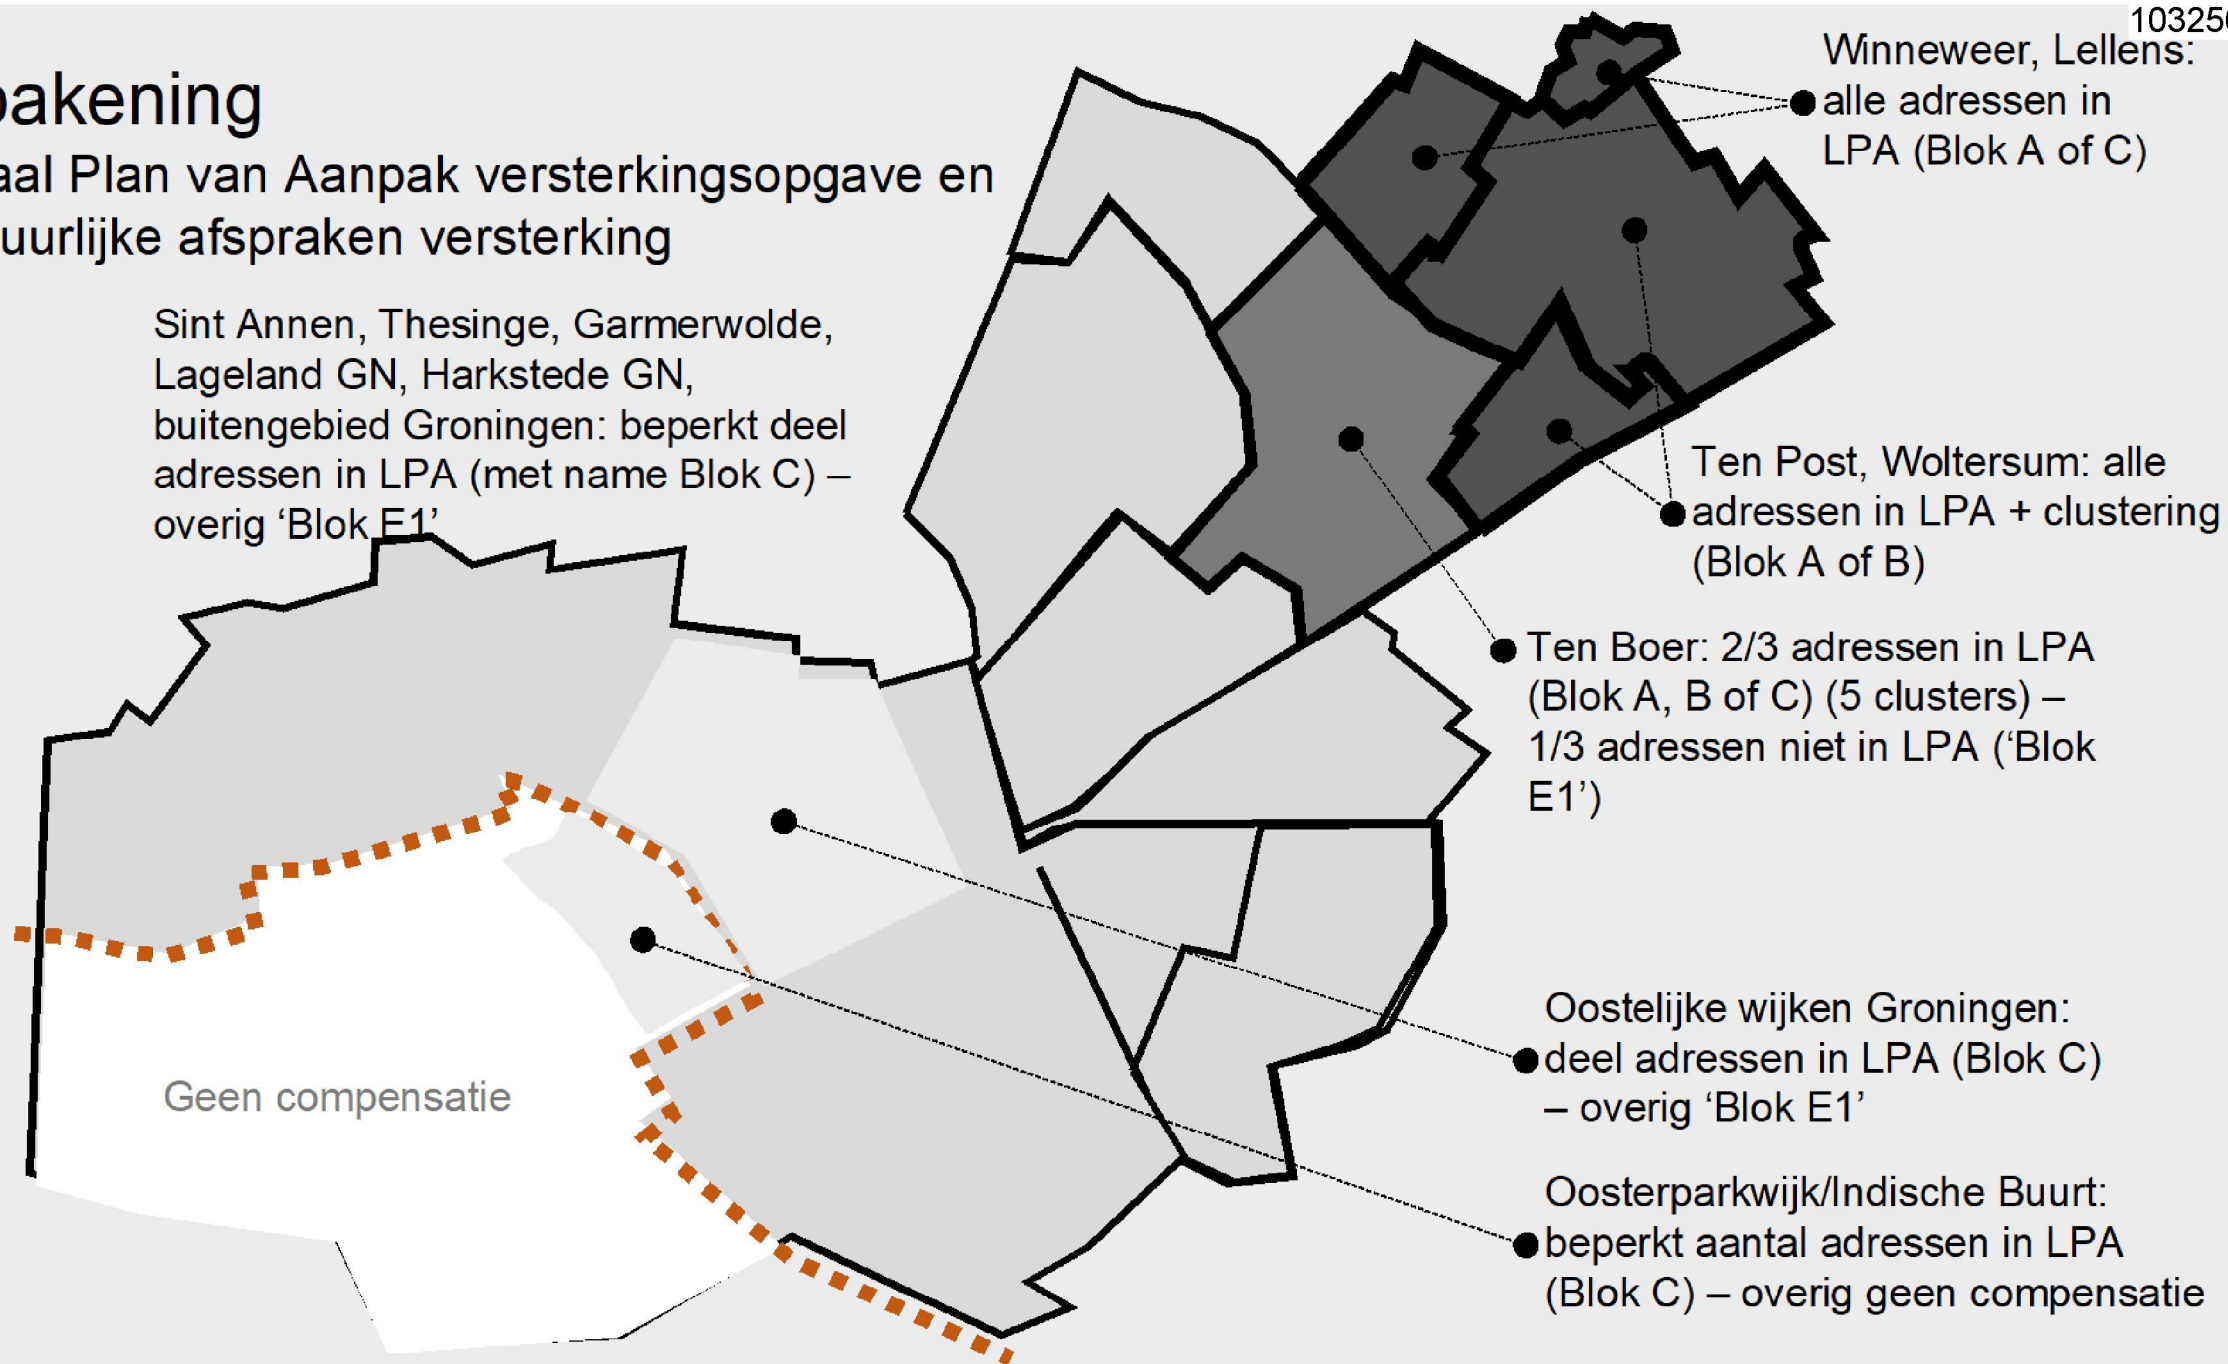 103250
bakening
aal Plan van Aanpak versterkingsopgave en
uurlijke afspraken versterking
Sint Annen, Thesinge, Garmerwolde,
Lageland GN, Harkstede GN,
buitengebied Groningen: beperkt deel
adressen in LPA (met name Blok C) –
overig ‘Blok E1’
Winneweer, Lellens:
alle adressen in
LPA (Blok A of C)
Ten Post, Woltersum: alle
adressen in LPA + clustering
(Blok A of B)
Ten Boer: 2/3 adressen in LPA
(Blok A, B of C) (5 clusters) –
1/3 adressen niet in LPA (‘Blok
E1’)
Oostelijke wijken Groningen:
deel adressen in LPA (Blok C)
– overig ‘Blok E1’
Geen compensatie
Oosterparkwijk/Indische Buurt:
beperkt aantal adressen in LPA
(Blok C) – overig geen compensatie